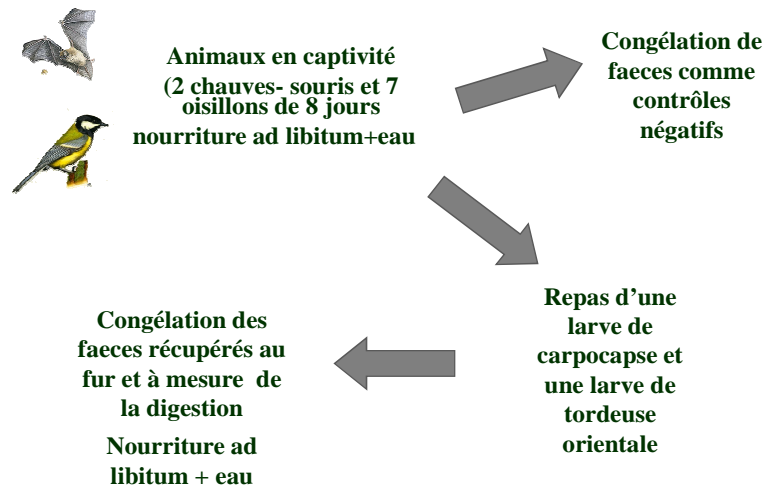 Animaux en captivité
(2 chauves- souris et 7
oisillons de 8 jours
nourriture ad libitum+eau
Congélation de
faeces comme
contrôles
négatifs
Repas d’une
larve de
carpocapse et
une larve de
tordeuse
orientale
Congélation des
faeces récupérés au
fur et à mesure de
la digestion
Nourriture ad
libitum + eau